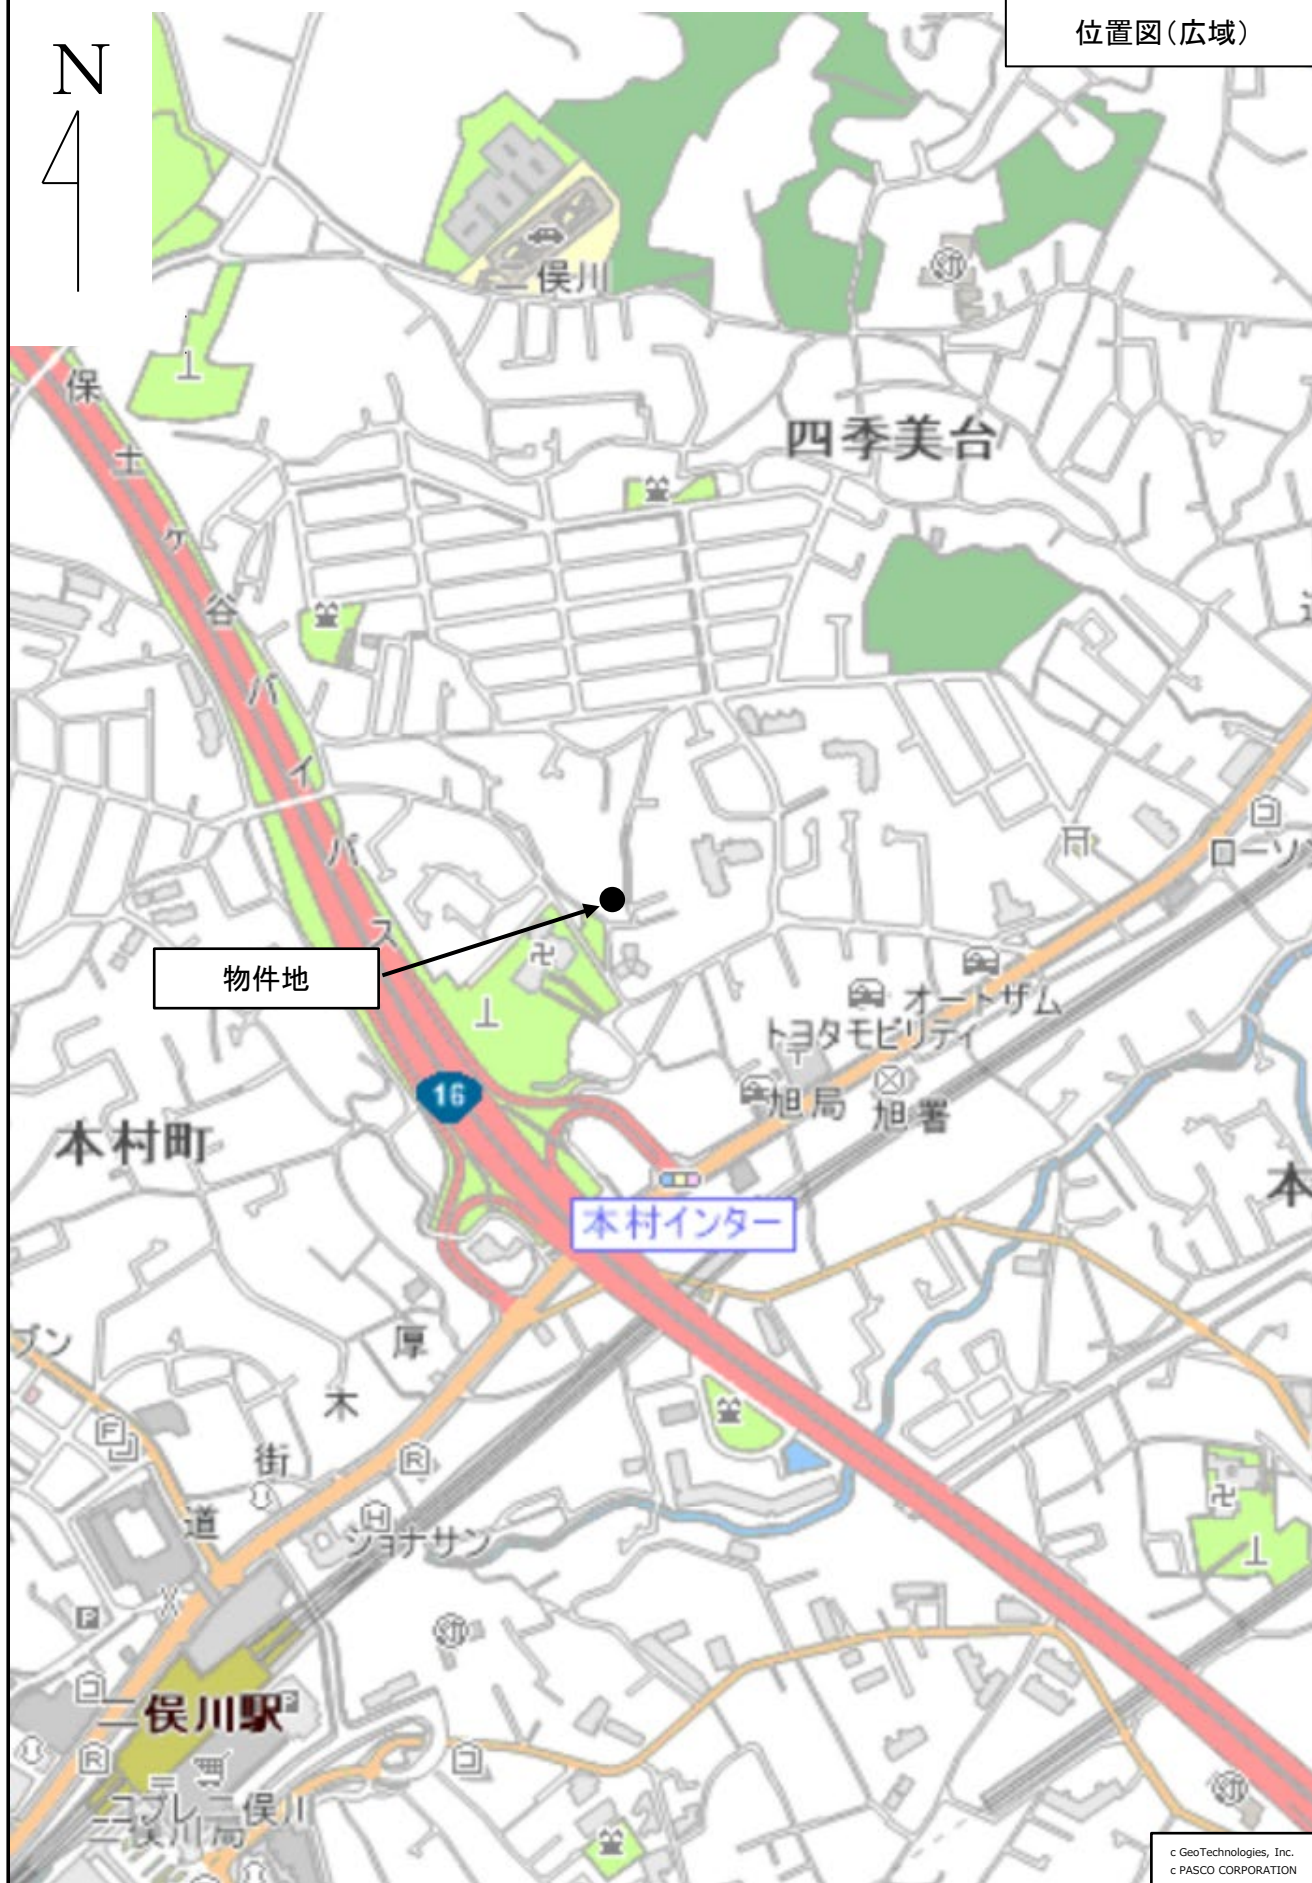 位置図（広域）
N
二俣川
保
土
ヶ
谷
バ
イ
パ
ス
四季美台
ローソン
物件地
オートザム
トヨタモビリティ
16
旭局
旭署
本村町
本
本村インター
ブン
厚
木
街
道
F
R
H
ジョナサン
P
二俣川駅
P
R
コプレ二俣川
二俣川局
c GeoTechnologies, Inc.
c PASCO CORPORATION